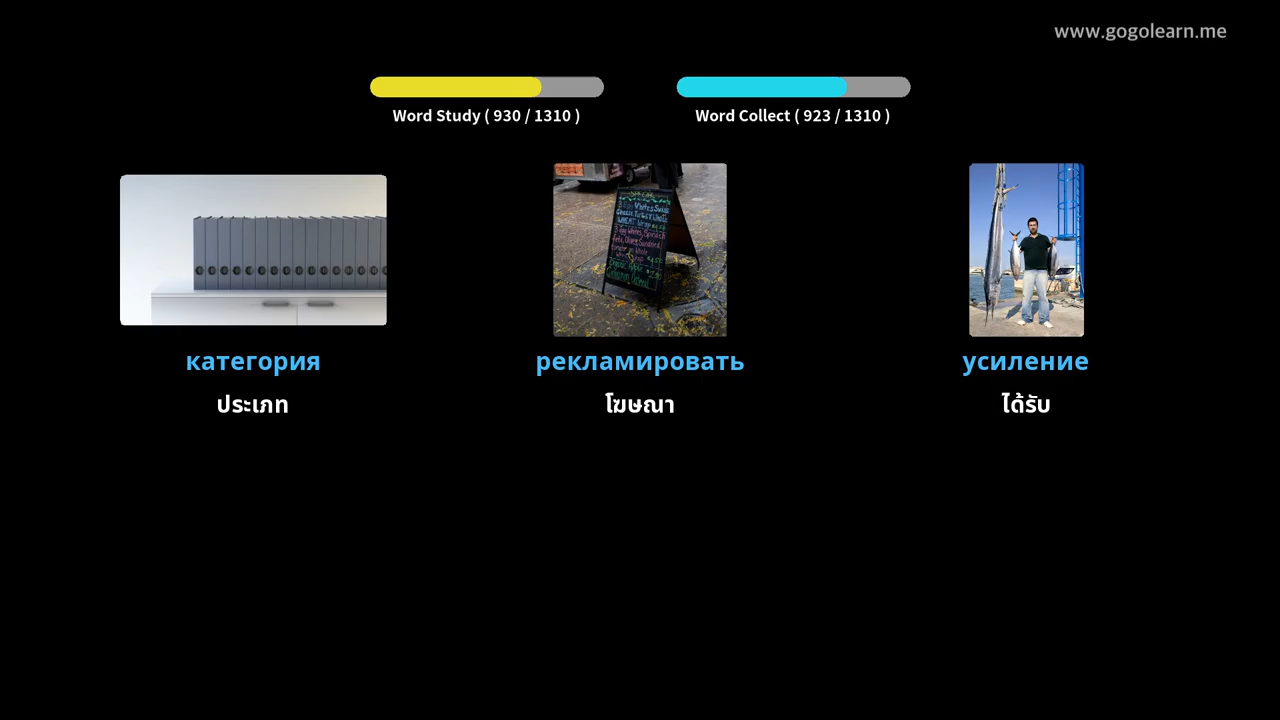 www.gogolearn.me
Word Study ( 930 / 1310 )
Word Collect ( 923 / 1310 )
категория
рекламировать
усиление
ประเภท
โฆษณา
ได้รับ